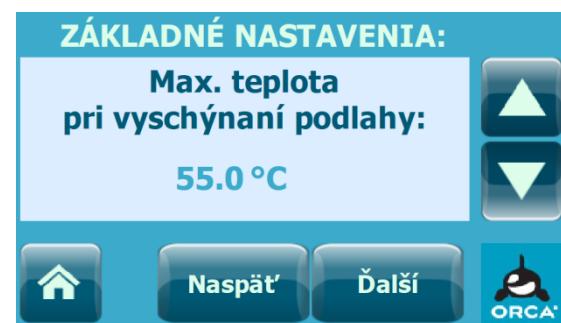 ZÁKLADNÉ NASTAVENIA:
Max. teplota
pri vyschýnaní podlahy:
55.0 °C
Naspäť
Ďalší
ORCA